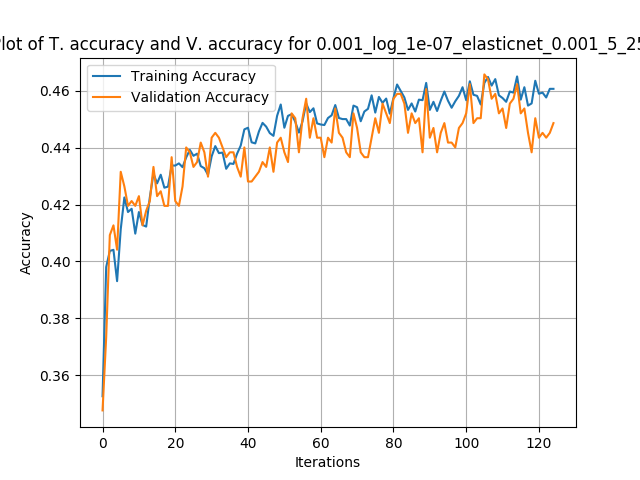 Plot of T. accuracy and V. accuracy for 0.001_log_1e-07_elasticnet_0.001_5_25
Training Accuracy
Validation Accuracy
0.46
0.44
0.42
0.40
0.38
0.36
Accuracy
0 20 40 60 80 100 120
Iterations